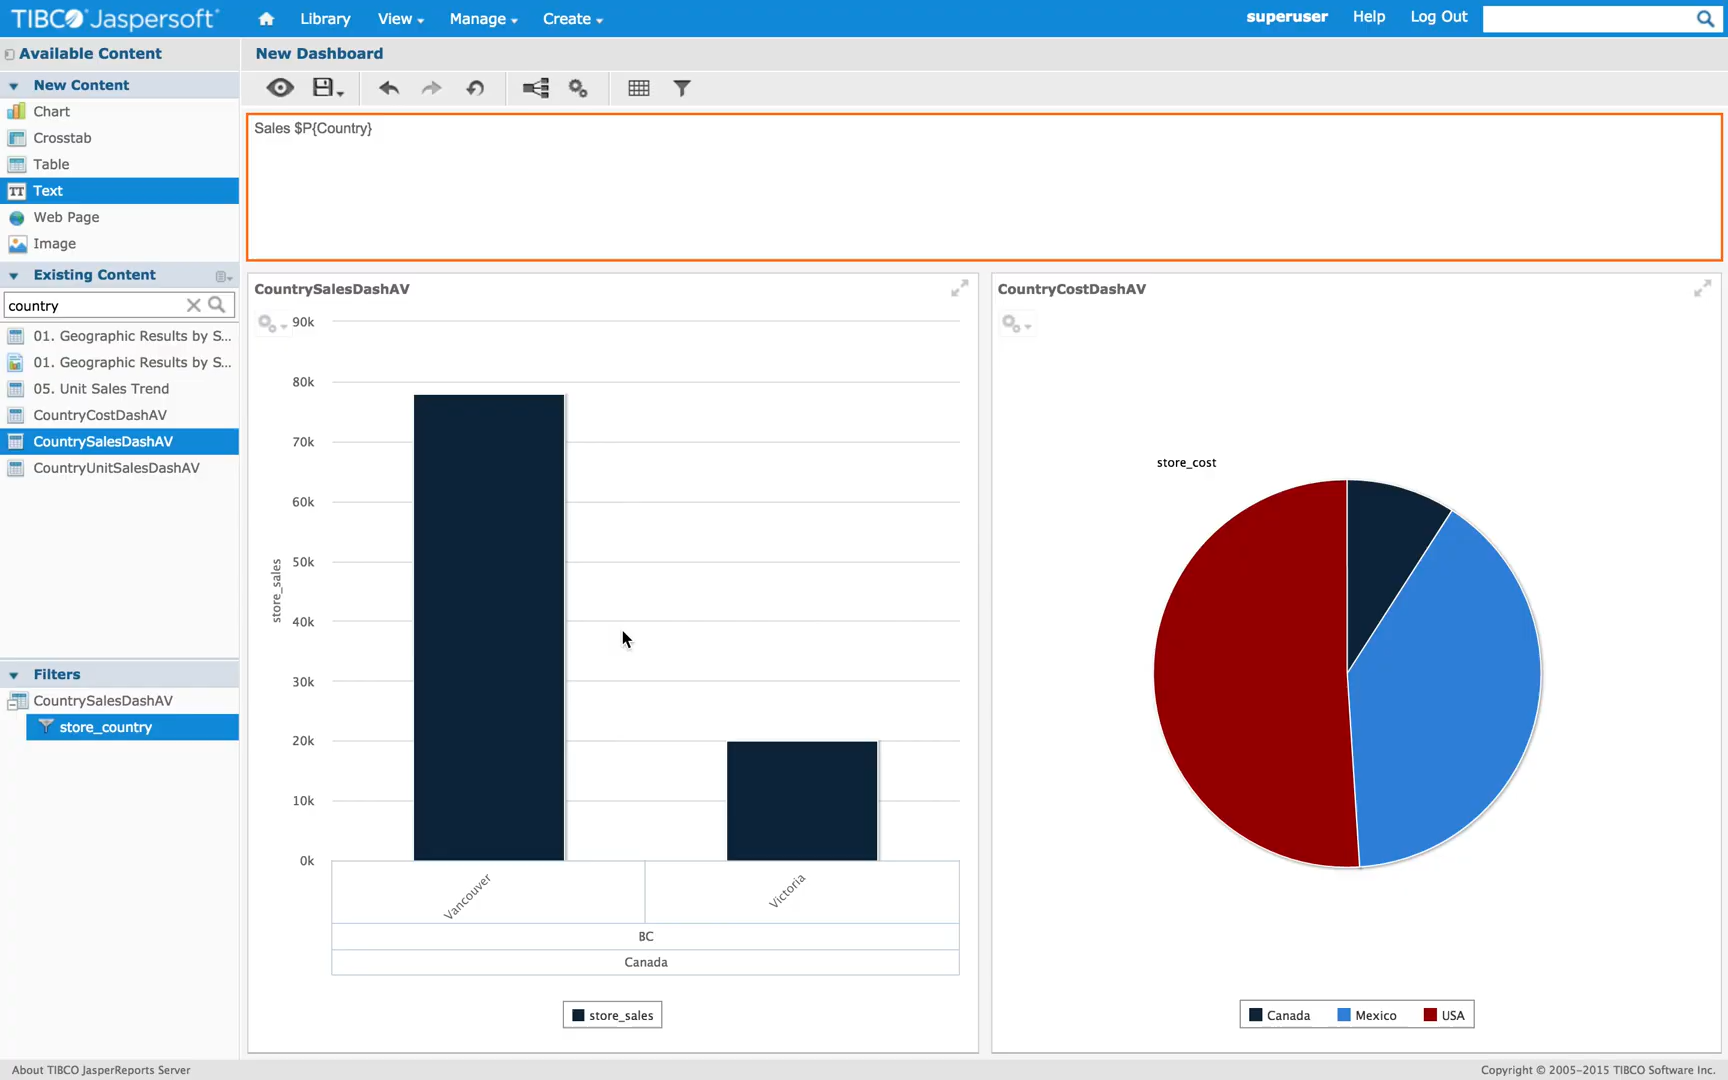 TIBCO Jaspersoft
Library
View
Manage
Create
superuser
Help
Log Out
Available Content
New Dashboard
New Content
Chart
Crosstab
Table
Text
Web Page
Image
Existing Content
country
01. Geographic Results by S...
01. Geographic Results by S...
05. Unit Sales Trend
CountryCostDashAV
CountrySalesDashAV
CountryUnitSalesDashAV
Filters
CountrySalesDashAV
store_country
Sales $P{Country}
CountrySalesDashAV
90k
80k
70k
60k
50k
40k
30k
20k
10k
0k
store_sales
Vancouver
Victoria
BC
Canada
store_sales
CountryCostDashAV
store_cost
Canada
Mexico
USA
About TIBCO JasperReports Server
Copyright © 2005-2015 TIBCO Software Inc.